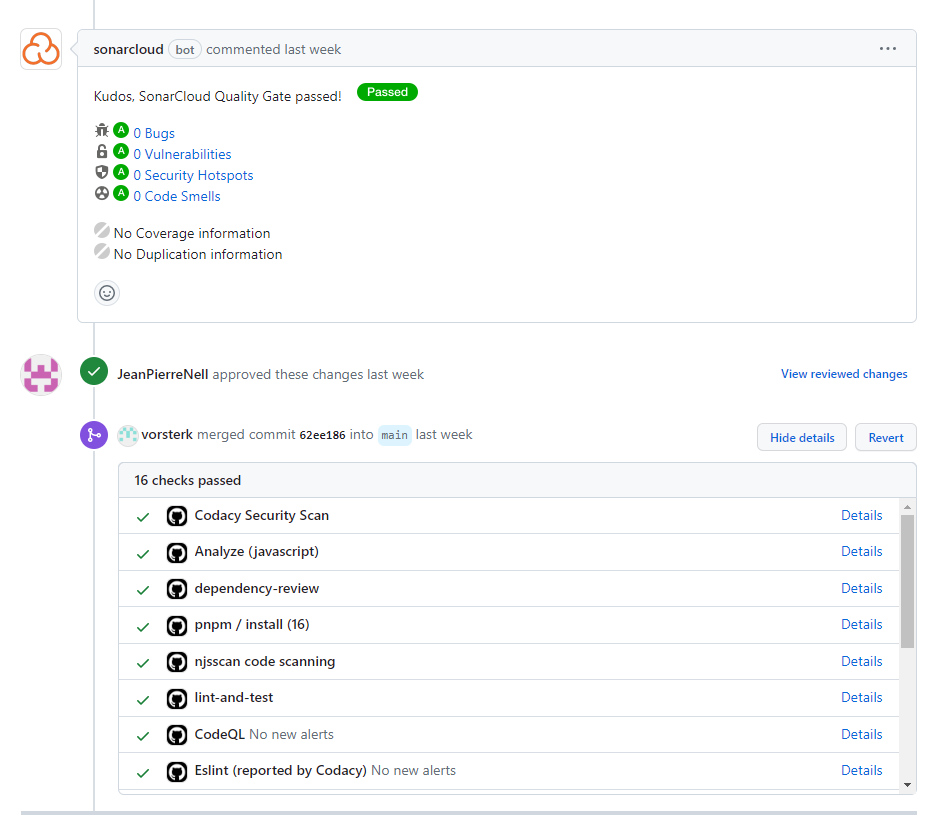 sonarcloud bot commented last week
Kudos, SonarCloud Quality Gate passed! Passed
A 0 Bugs
A 0 Vulnerabilities
A 0 Security Hotspots
A 0 Code Smells
No Coverage information
No Duplication information
JeanPierreNell approved these changes last week View reviewed changes
vorsterk merged commit 62ee186 into main last week Hide details Revert
16 checks passed
Codacy Security Scan Details
Analyze (javascript) Details
dependency-review Details
pnpm / install (16) Details
njsscan code scanning Details
lint-and-test Details
CodeQL No new alerts Details
Eslint (reported by Codacy) No new alerts Details